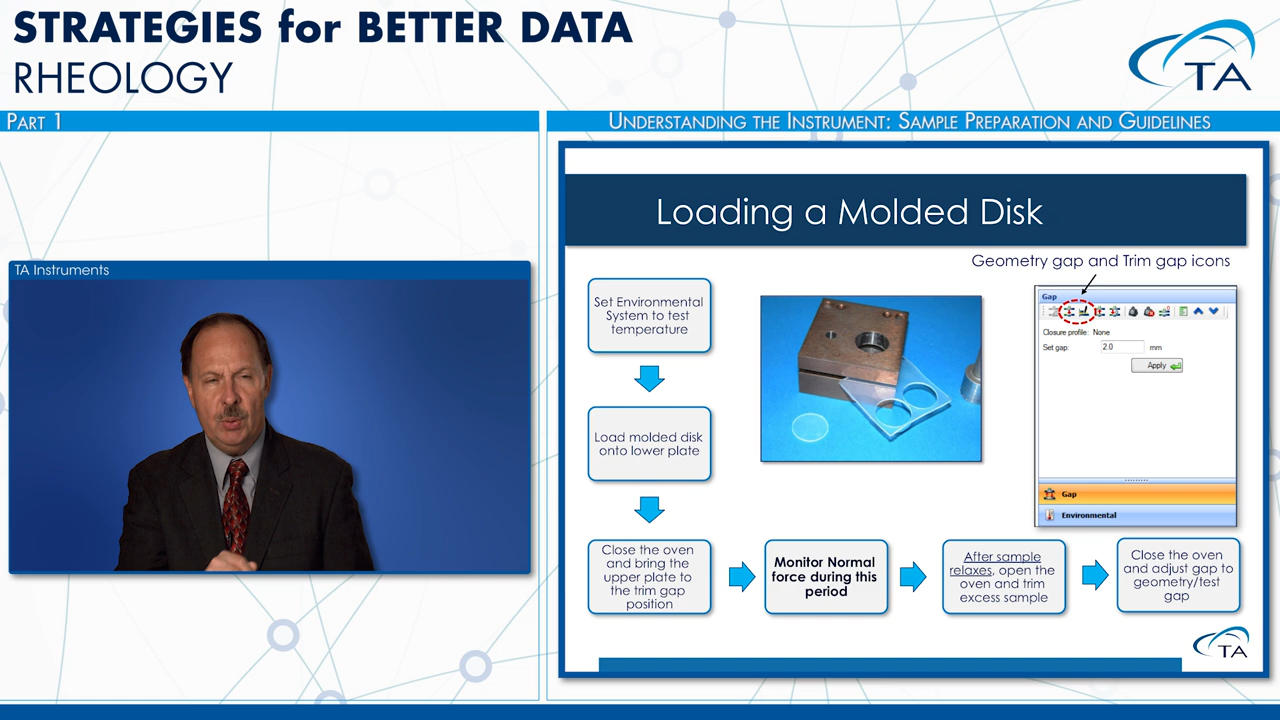 STRATEGIES for BETTER DATA
RHEOLOGY
TA
PART 1
UNDERSTANDING THE INSTRUMENT: SAMPLE PREPARATION AND GUIDELINES
TA Instruments
Loading a Molded Disk
Geometry gap and Trim gap icons
Set Environmental
System to test
temperature
Load molded disk
onto lower plate
Close the oven
and bring the
upper plate to
the trim gap
position
Monitor Normal
force during this
period
After sample
relaxes, open the
oven and trim
excess sample
Close the oven
and adjust gap to
geometry/test
gap
Gap
Closure profile: None
Set gap: 2.0 mm
Apply
Gap
Environmental
TA